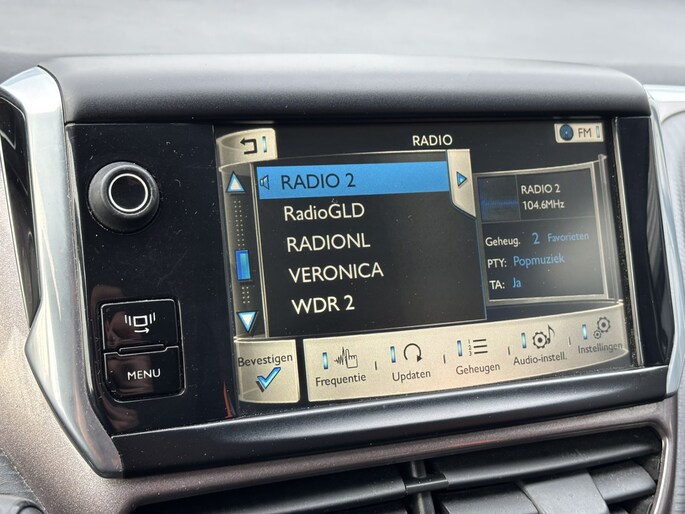 RADIO
FM
RADIO 2
RadioGLD
RADIONL
VERONICA
WDR 2
RADIO 2
104.6MHz
Geheug. 2 Favorieten
PTY: Popmuziek
TA: Ja
Bevestigen
Frequentie
Updaten
Geheugen
Audio-instell.
Instellingen
MENU